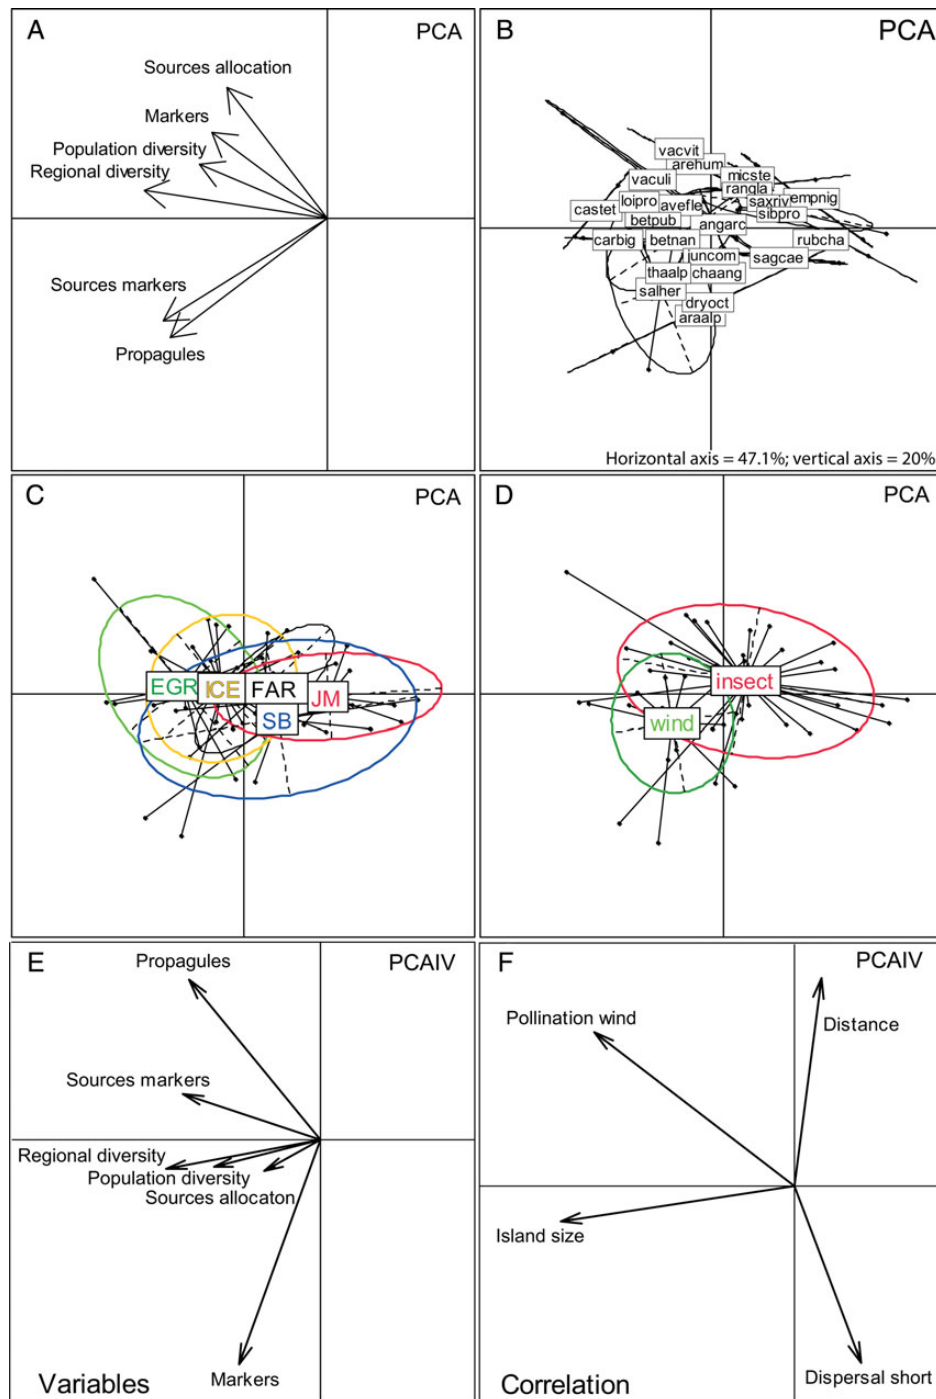 A
PCA
Sources allocation
Markers
Population diversity
Regional diversity
Sources markers
Propagules
B
PCA
vacvit
arehum
micste
vaculi
rangla
loipro
avefle
saxriv
empnig
castet
sibpro
betpub
angarc
carbig
betnan
rubcha
juncom
sagcae
thaalp
chaang
salher
dryoct
araalp
Horizontal axis = 47.1%; vertical axis = 20%
C
PCA
EGR
ICE
FAR
JM
SB
D
PCA
insect
wind
E
PCAIV
Propagules
Sources markers
Regional diversity
Population diversity
Sources allocaton
Markers
Variables
F
PCAIV
Pollination wind
Distance
Island size
Dispersal short
Correlation